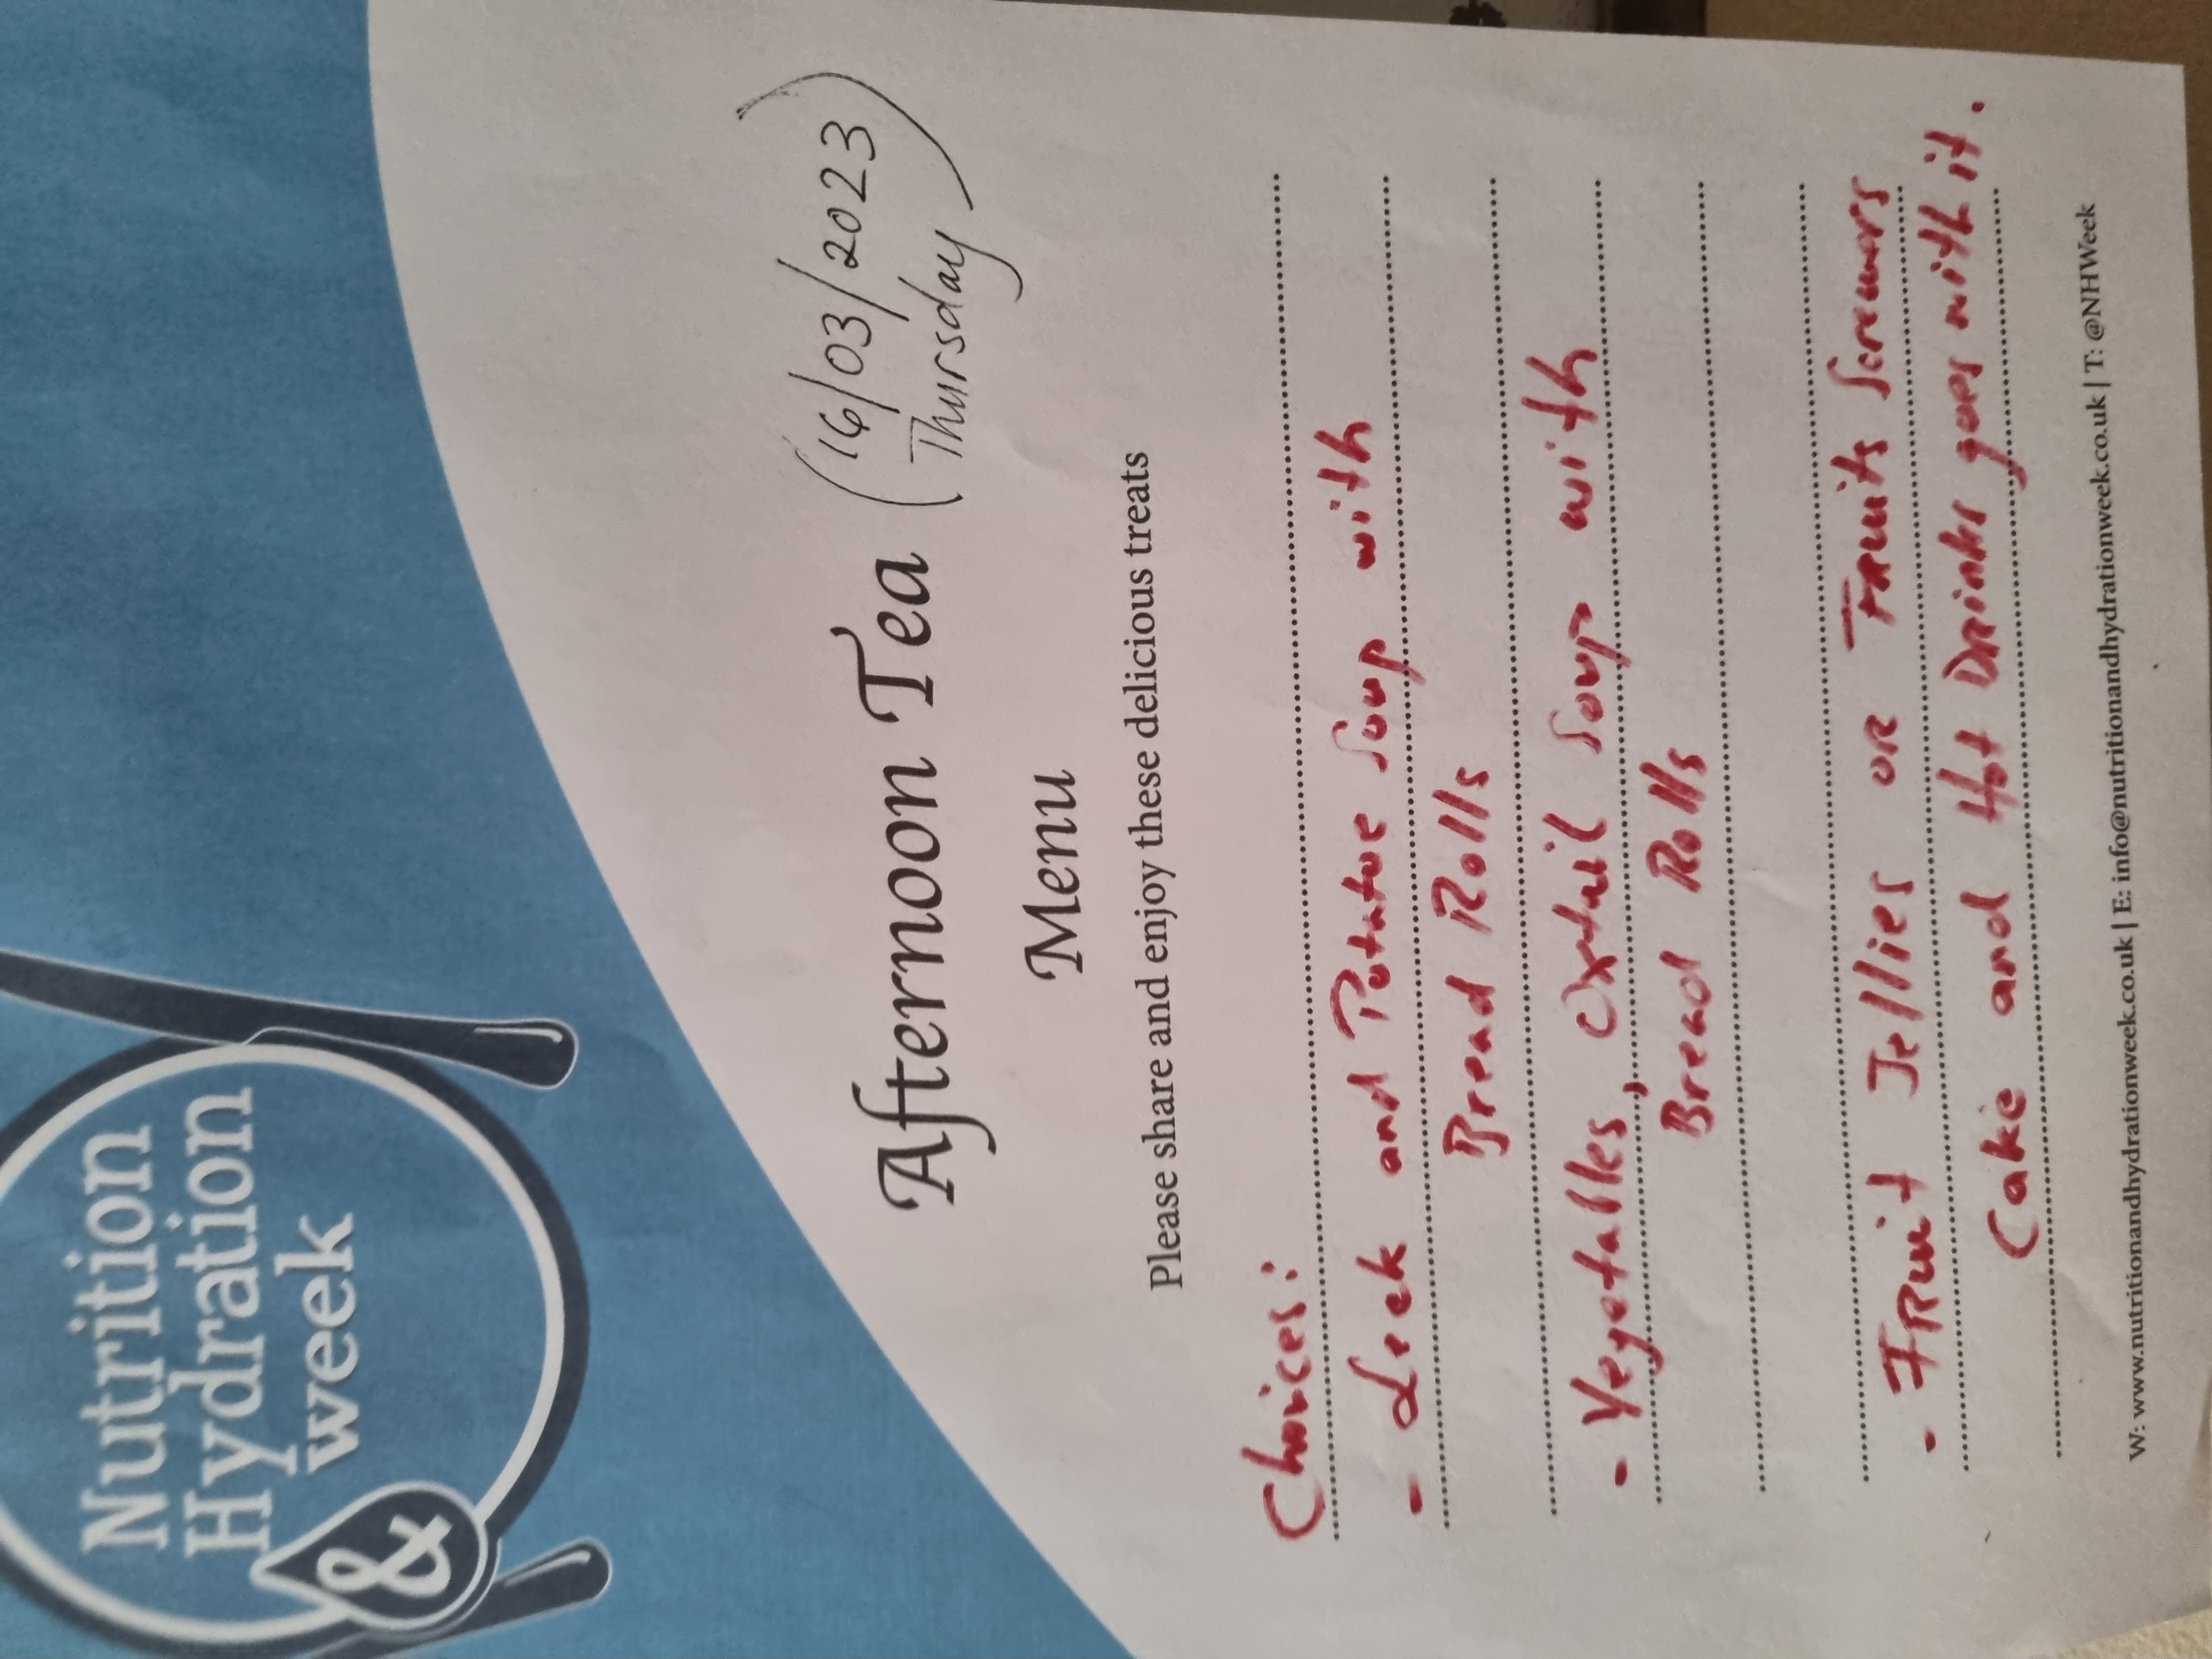 Nutrition
Hydration
& week
Afternoon Tea (16/03/2023
Thursday)
Menu
Please share and enjoy these delicious treats
Choices:
- Leek and Potatoe Soup with
Bread Rolls
- Vegetables, Oxtail Soup with
Bread Rolls
- Fruit Jellies or Fruits
Cake and Hot Drinks goes with it.
W: www.nutritionandhydrationweek.co.uk | E: info@nutritionandhydrationweek.co.uk | T: @NHWeek